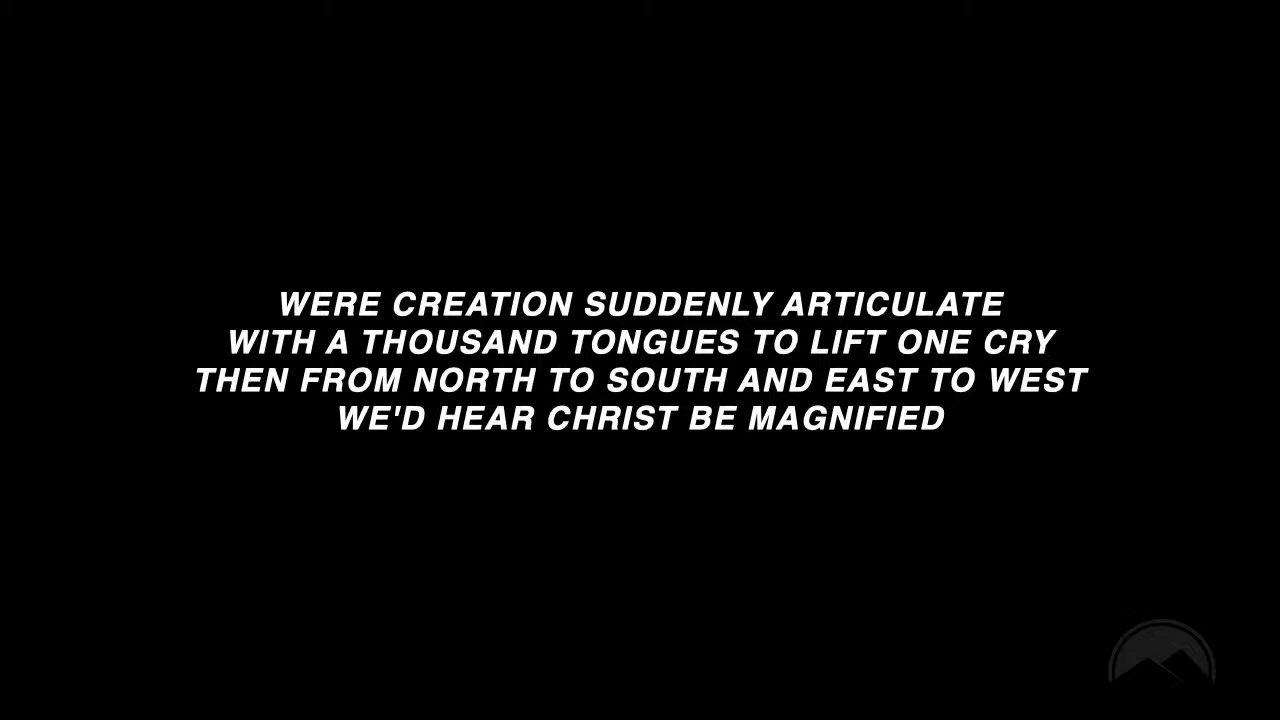 WERE CREATION SUDDENLY ARTICULATE
WITH A THOUSAND TONGUES TO LIFT ONE CRY
THEN FROM NORTH TO SOUTH AND EAST TO WEST
WE'D HEAR CHRIST BE MAGNIFIED